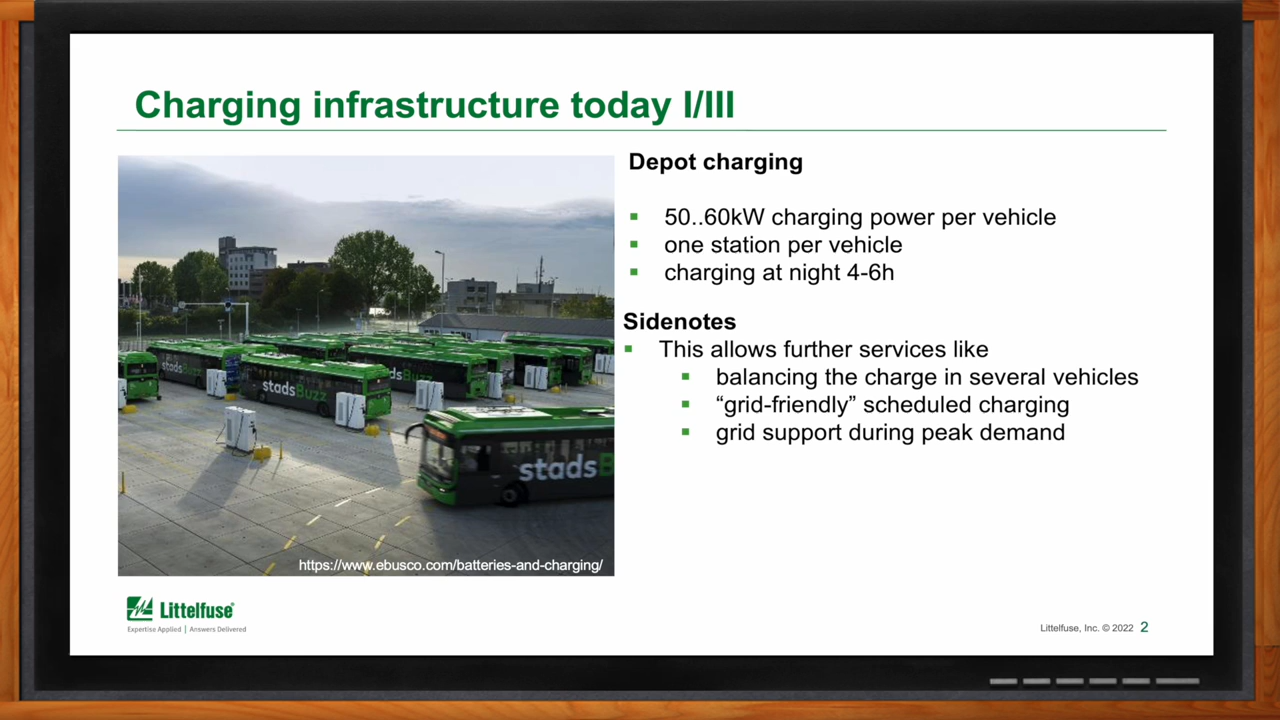 Charging infrastructure today I/III
Depot charging
▪ 50..60kW charging power per vehicle
▪ one station per vehicle
▪ charging at night 4-6h
Sidenotes
▪ This allows further services like
▪ balancing the charge in several vehicles
▪ “grid-friendly” scheduled charging
▪ grid support during peak demand
stadsBuzz
stadsBuzz
dsBuzz
stadsB
https://www.ebusco.com/batteries-and-charging/
Littelfuse®
Expertise Applied | Answers Delivered
Littelfuse, Inc. © 2022 2